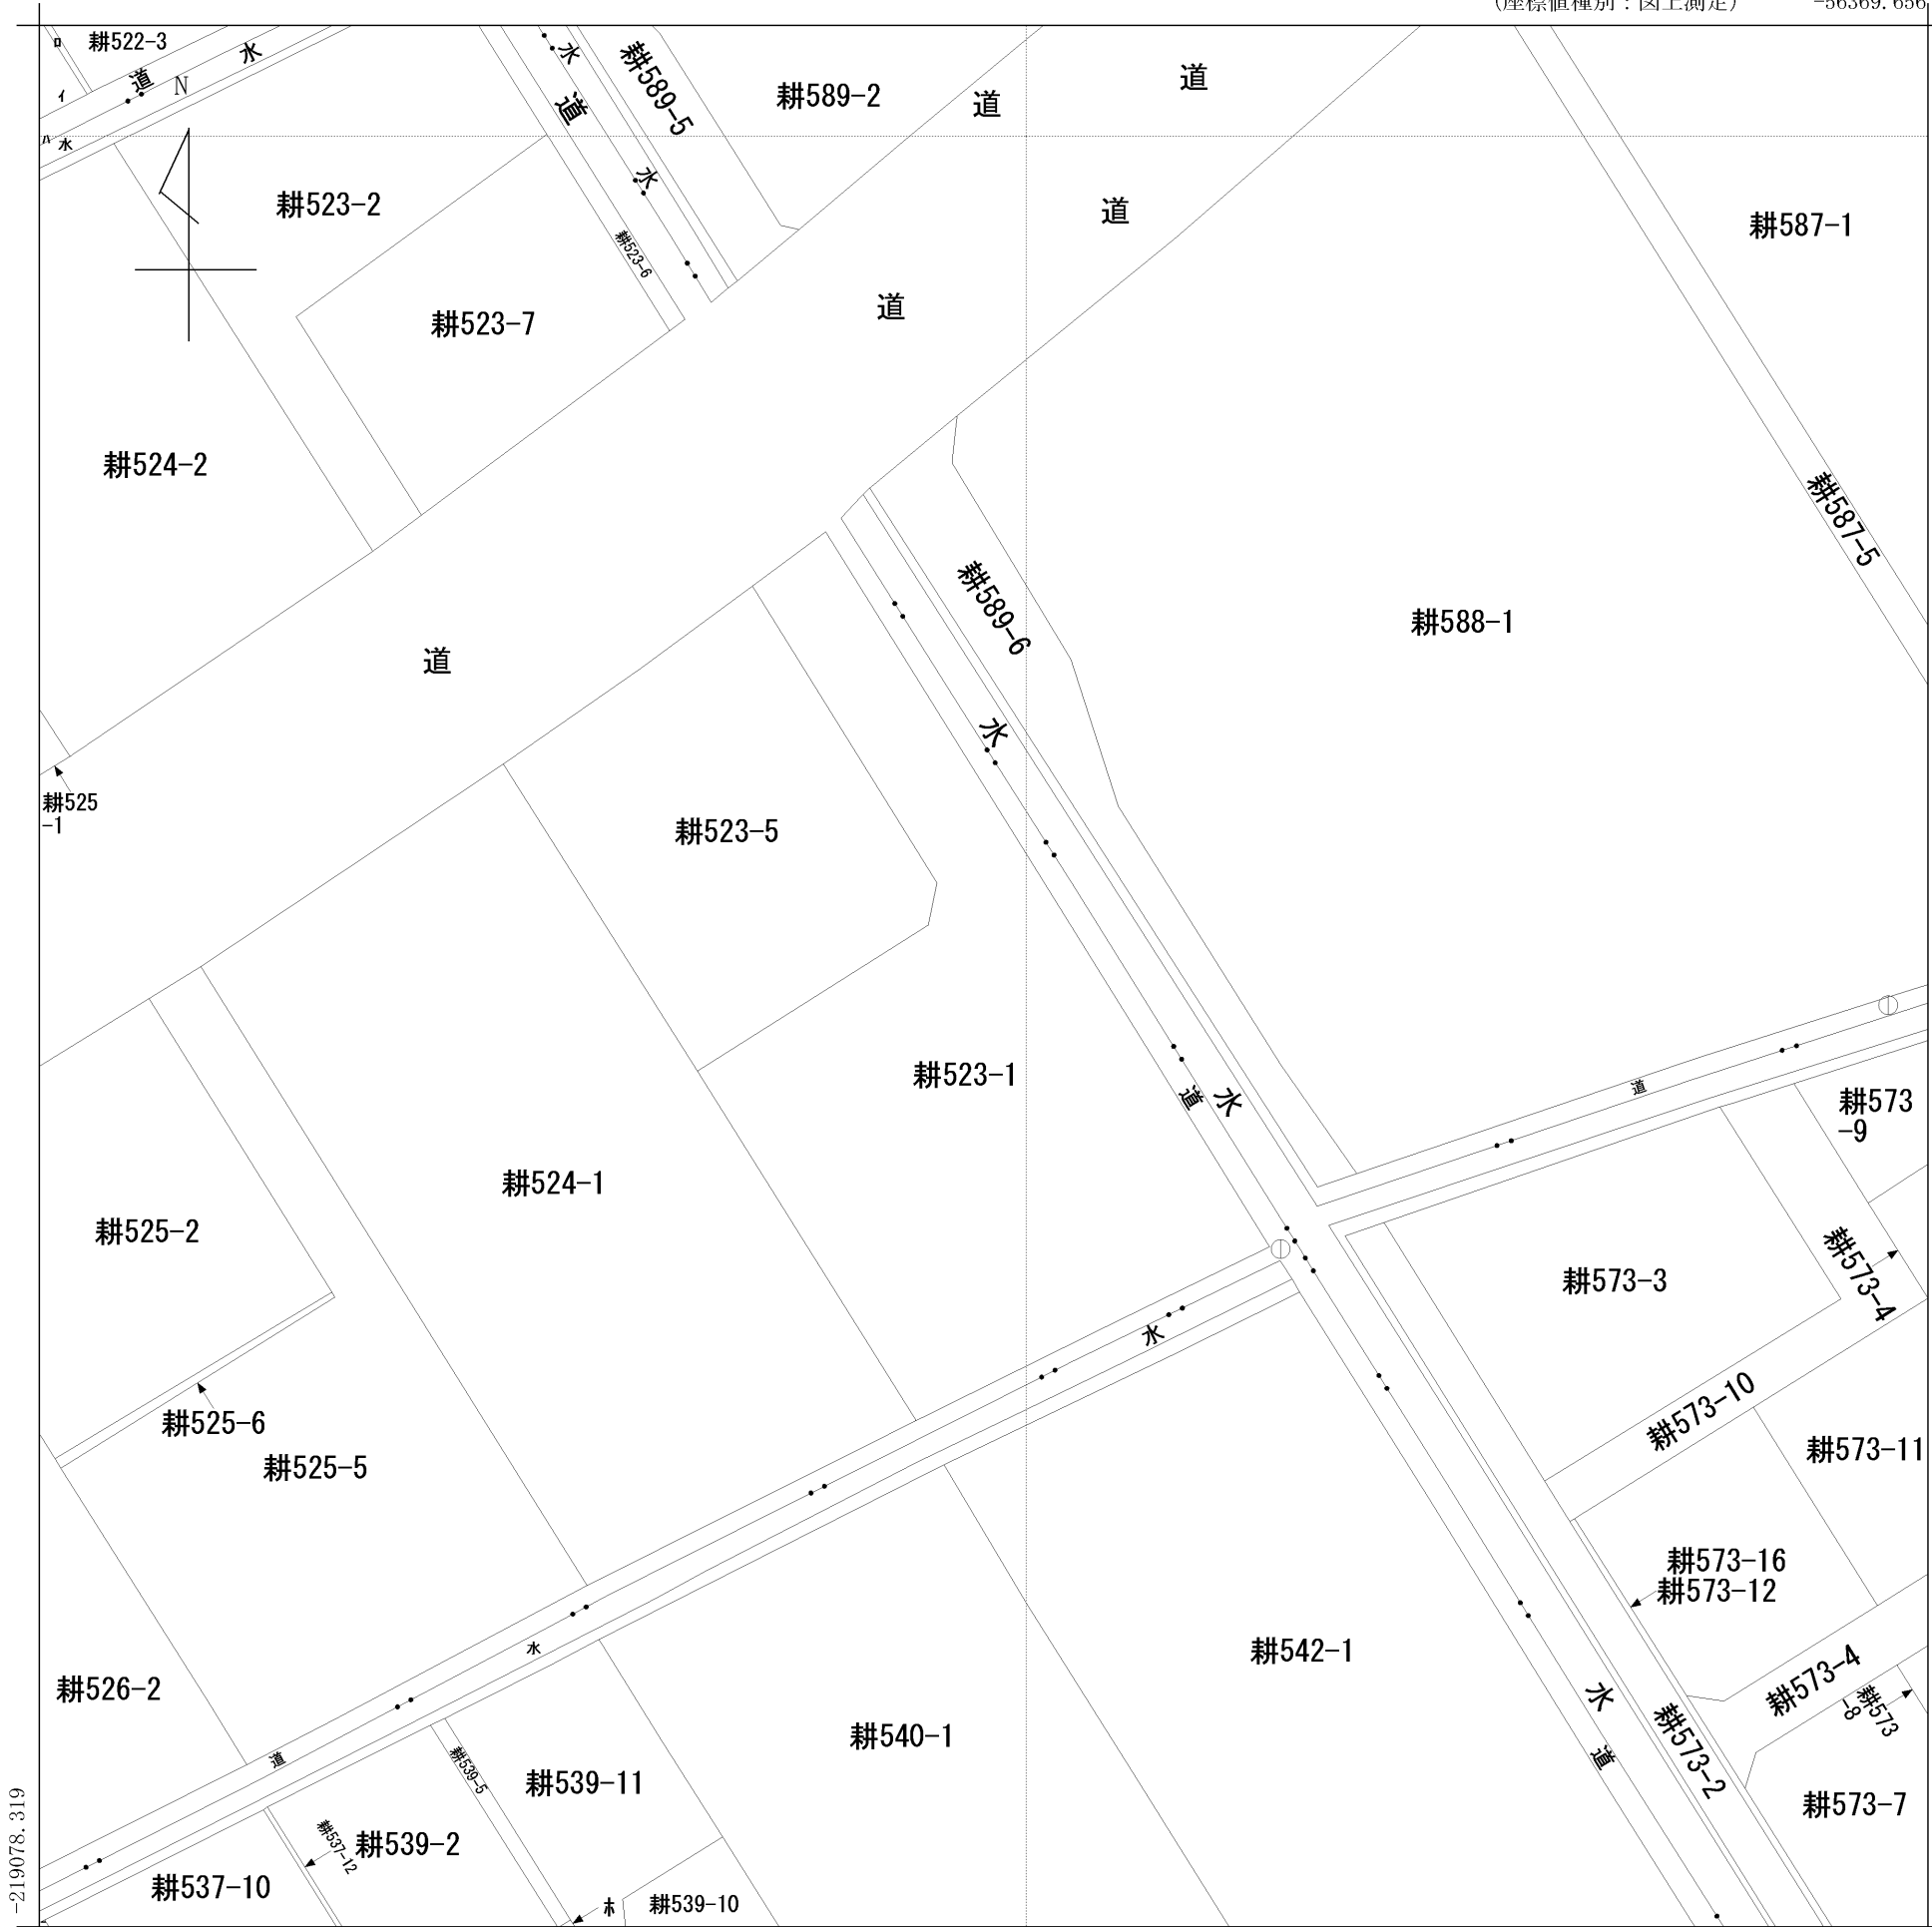 (座標値種別：図上測定)
-56369.656
ロ
耕522-3
道
水
イ
N
ハ
水
水
道
水
耕589-5
耕589-2
道
道
耕523-2
耕523-6
道
耕587-1
道
耕523-7
耕524-2
耕587-5
耕589-6
耕588-1
道
水
耕525
-1
耕523-5
耕523-1
道
水
道
耕573
-9
耕524-1
耕525-2
耕573-3
耕573-4
水
耕573-10
耕525-6
耕525-5
耕573-11
耕573-16
耕573-12
水
耕526-2
耕542-1
耕573-4
耕573
-8
水
道
耕573-2
耕540-1
道
耕539-5
耕539-11
耕573-7
耕537-12
耕539-2
耕537-10
ホ
耕539-10
-219078.319